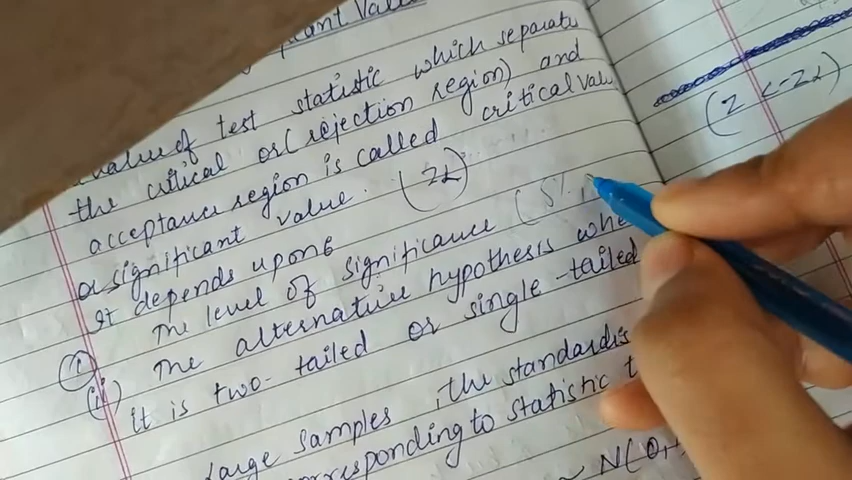 value of test statistic which separate
the critical or (rejection region) and
acceptance region is called critical valu
or significant value. (Zα)
It depends upon
(i) The level of significance (5%,
(ii) The alternative hypothesis whe
it is two-tailed or single-tailed
Large samples, the standardis
corresponding to statistic t
~ N(0,
(Z < -Zα)